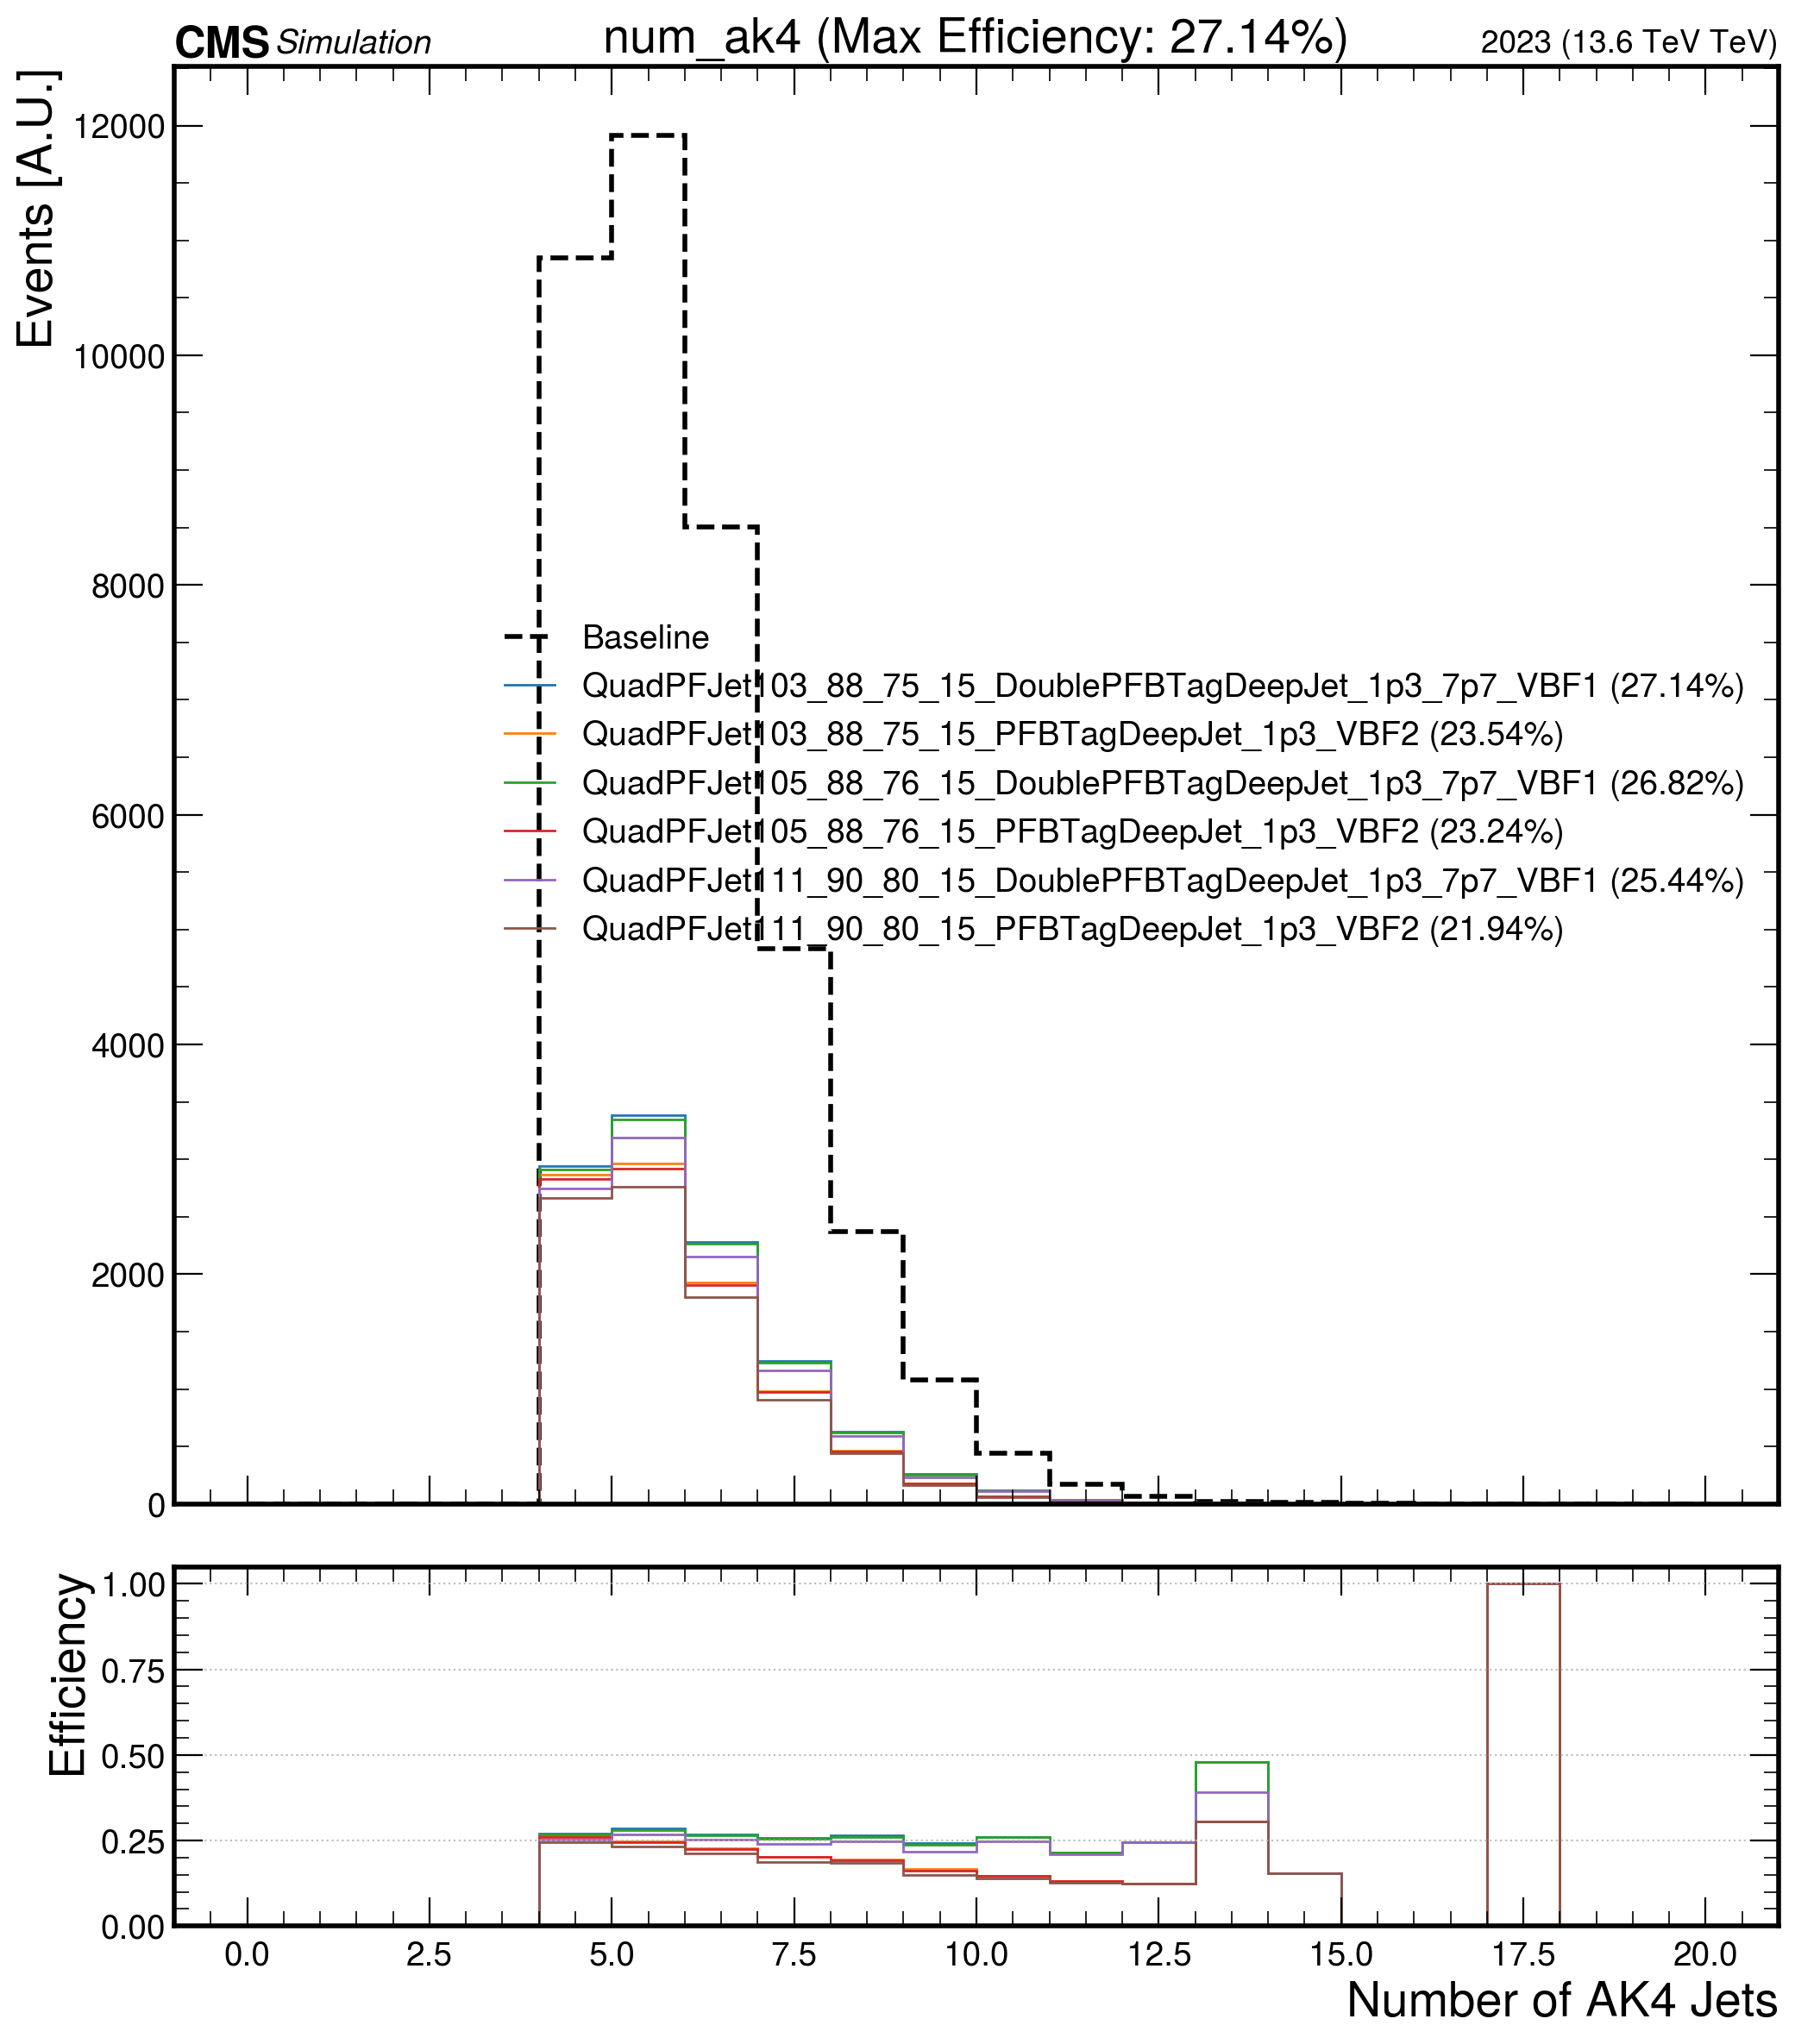 CMS Simulation num_ak4 (Max Efficiency: 27.14%) 2023 (13.6 TeV TeV)
Events [A.U.]
12000
10000
8000
6000
4000
2000
0
Baseline
QuadPFJet103_88_75_15_DoublePFBTagDeepJet_1p3_7p7_VBF1 (27.14%)
QuadPFJet103_88_75_15_PFBTagDeepJet_1p3_VBF2 (23.54%)
QuadPFJet105_88_76_15_DoublePFBTagDeepJet_1p3_7p7_VBF1 (26.82%)
QuadPFJet105_88_76_15_PFBTagDeepJet_1p3_VBF2 (23.24%)
QuadPFJet111_90_80_15_DoublePFBTagDeepJet_1p3_7p7_VBF1 (25.44%)
QuadPFJet111_90_80_15_PFBTagDeepJet_1p3_VBF2 (21.94%)
Efficiency
1.00
0.75
0.50
0.25
0.00
0.0 2.5 5.0 7.5 10.0 12.5 15.0 17.5 20.0
Number of AK4 Jets